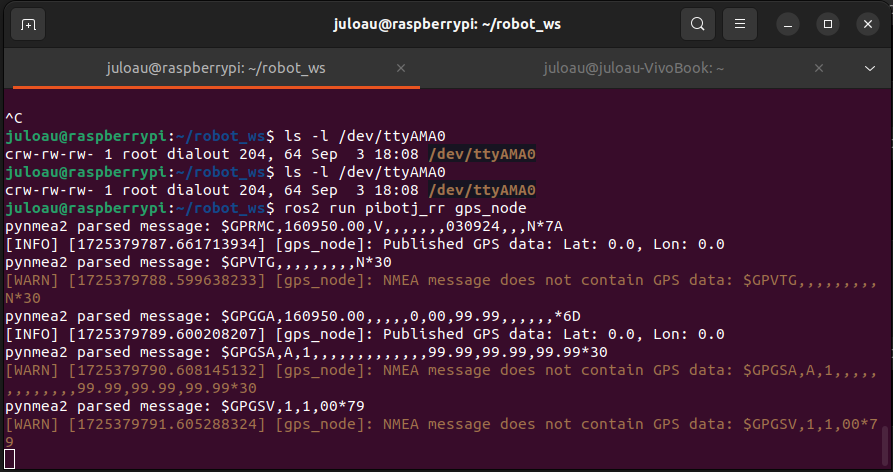 juloau@raspberrypi: ~/robot_ws
juloau@raspberrypi: ~/robot_ws
juloau@juloau-VivoBook: ~
^C
juloau@raspberrypi:~/robot_ws$ ls -l /dev/ttyAMA0
crw-rw-rw- 1 root dialout 204, 64 Sep  3 18:08 /dev/ttyAMA0
juloau@raspberrypi:~/robot_ws$ ls -l /dev/ttyAMA0
crw-rw-rw- 1 root dialout 204, 64 Sep  3 18:08 /dev/ttyAMA0
juloau@raspberrypi:~/robot_ws$ ros2 run pibotj_rr gps_node
pynmea2 parsed message: $GPRMC,160950.00,V,,,,,,,030924,,,N*7A
[INFO] [1725379787.661713934] [gps_node]: Published GPS data: Lat: 0.0, Lon: 0.0
pynmea2 parsed message: $GPVTG,,,,,,,,,N*30
[WARN] [1725379788.599638233] [gps_node]: NMEA message does not contain GPS data: $GPVTG,,,,,,,,,
N*30
pynmea2 parsed message: $GPGGA,160950.00,,,,,0,00,99.99,,,,,,*6D
[INFO] [1725379789.600208207] [gps_node]: Published GPS data: Lat: 0.0, Lon: 0.0
pynmea2 parsed message: $GPGSA,A,1,,,,,,,,,,,,,99.99,99.99,99.99*30
[WARN] [1725379790.608145132] [gps_node]: NMEA message does not contain GPS data: $GPGSA,A,1,,,,,
,,,,,,,,99.99,99.99,99.99*30
pynmea2 parsed message: $GPGSV,1,1,00*79
[WARN] [1725379791.605288324] [gps_node]: NMEA message does not contain GPS data: $GPGSV,1,1,00*7
9